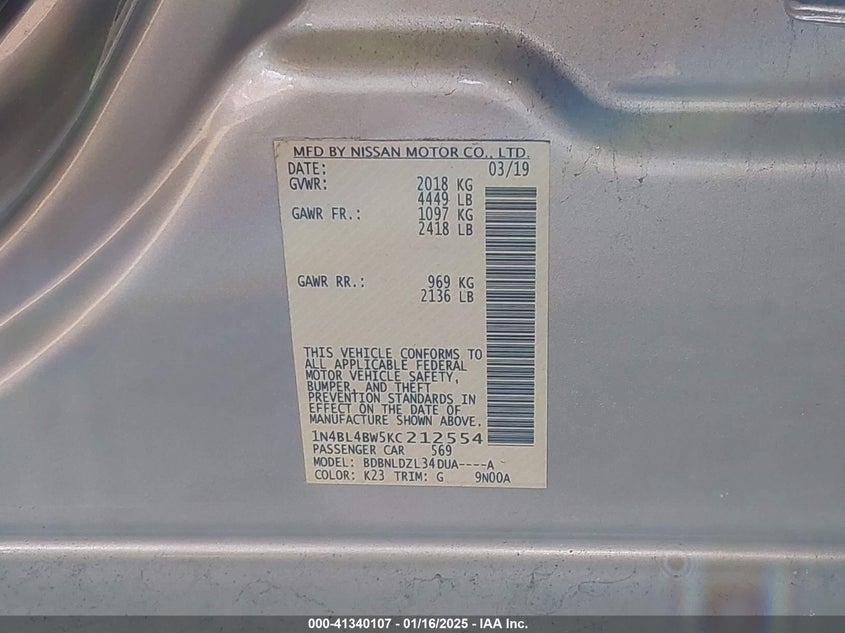 MFD BY NISSAN MOTOR CO., LTD.
DATE: 03/19
GVWR: 2018 KG
4449 LB
GAWR FR.: 1097 KG
2418 LB
GAWR RR.: 969 KG
2136 LB
THIS VEHICLE CONFORMS TO
ALL APPLICABLE FEDERAL
MOTOR VEHICLE SAFETY,
BUMPER, AND THEFT
PREVENTION STANDARDS IN
EFFECT ON THE DATE OF
MANUFACTURE SHOWN ABOVE.
1N4BL4BW5KC212554
PASSENGER CAR 569
MODEL: BDBNLDZL34DUA----A
COLOR: K23 TRIM: G 9N00A
000-41340107 - 01/16/2025 - IAA Inc.